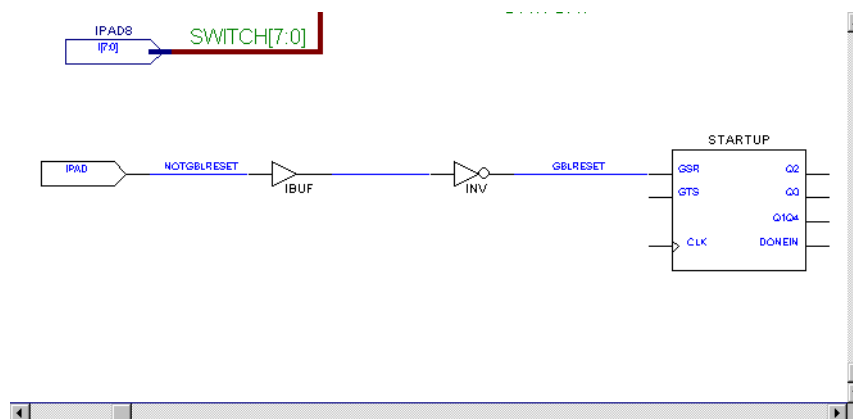 IPAD8
I[7:0]
SWITCH[7:0]
STARTUP
IPAD
NOTGBLRESET
IBUF
INV
GBLRESET
GSR
Q2
GTS
Q3
Q1Q4
CLK
DONEIN